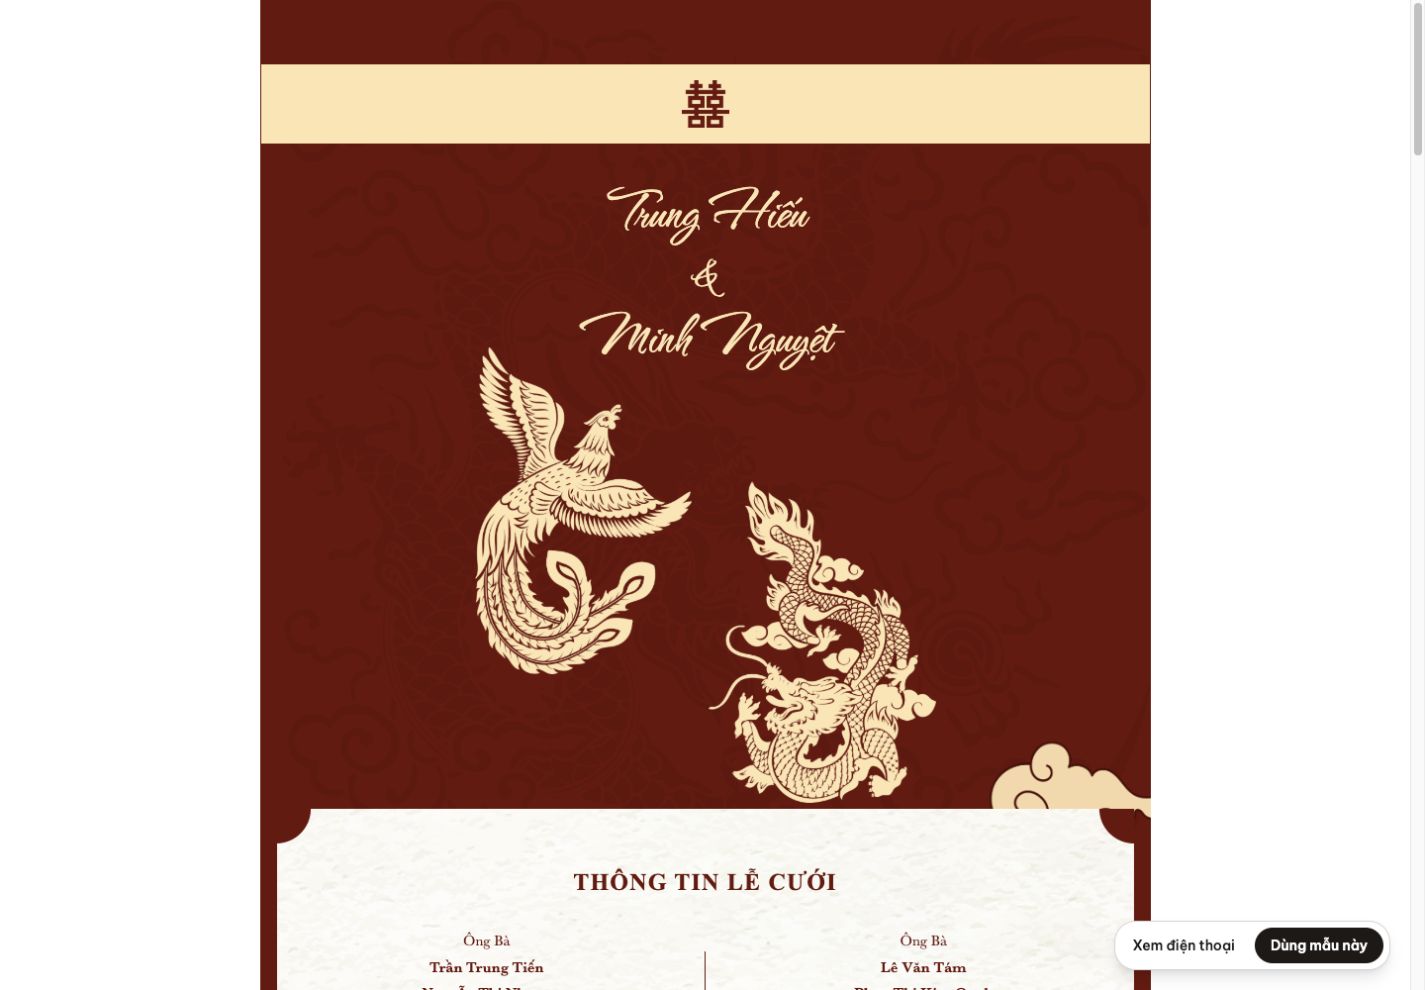 囍
Trung Hiếu
&
Minh Nguyệt
THÔNG TIN LỄ CƯỚI
Ông Bà
Trần Trung Tiến
Ông Bà
Lê Văn Tám
Xem điện thoại
Dùng mẫu này